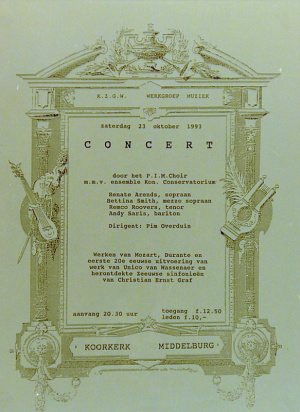 K.Z.G.W. WERKGROEP MUZIEK
zaterdag 23 oktober 1993
CONCERT
door het P.I.M.Choir
m.m.v. ensemble Kon. Conservatorium
Renate Arends, sopraan
Bettina Smith, mezzo sopraan
Remco Roovers, tenor
Andy Saris, bariton
Dirigent: Pim Overduin
Werken van Mozart, Durante en
eerste 20e eeuwse uitvoering van
werk van Unico van Wassenaer en
herontdekte Zeeuwse sinfonieën
van Christian Ernst Graf
aanvang 20.30 uur
toegang f.12.50
leden f.10,-
KOORKERK MIDDELBURG